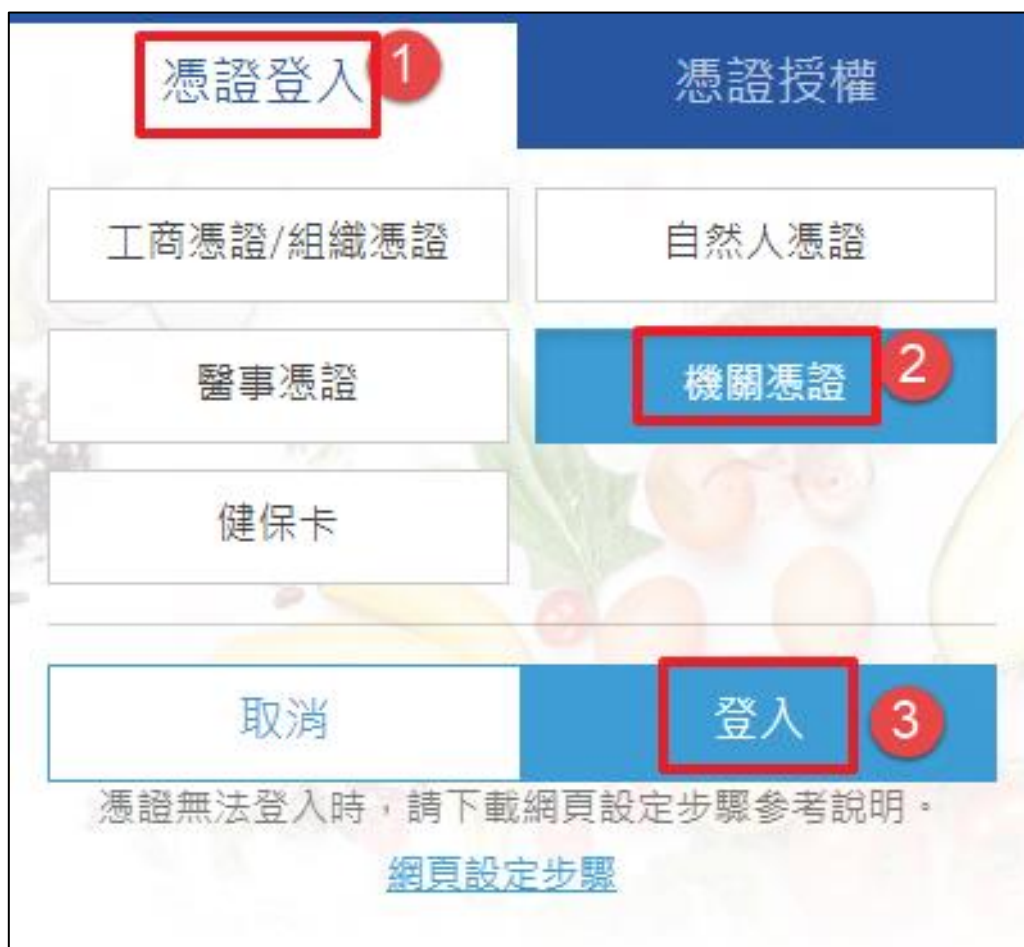 憑證登入 1 憑證授權
工商憑證/組織憑證 自然人憑證
醫事憑證 機關憑證 2
健保卡
取消 登入 3
憑證無法登入時，請下載網頁設定步驟參考說明。
網頁設定步驟